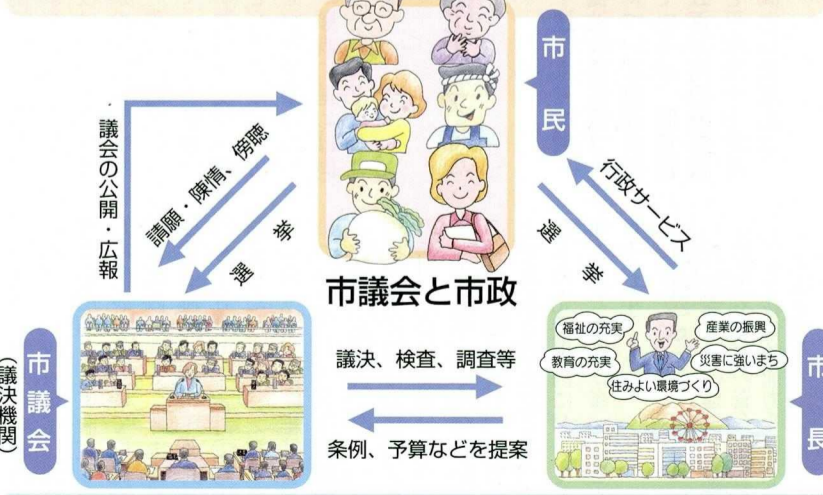 市民
議会の公開・広報
請願・陳情、傍聴
選挙
選挙
行政サービス
市議会と市政
市議会
（議決機関）
議決、検査、調査等
条例、予算などを提案
福祉の充実
産業の振興
教育の充実
災害に強いまち
住みよい環境づくり
市長